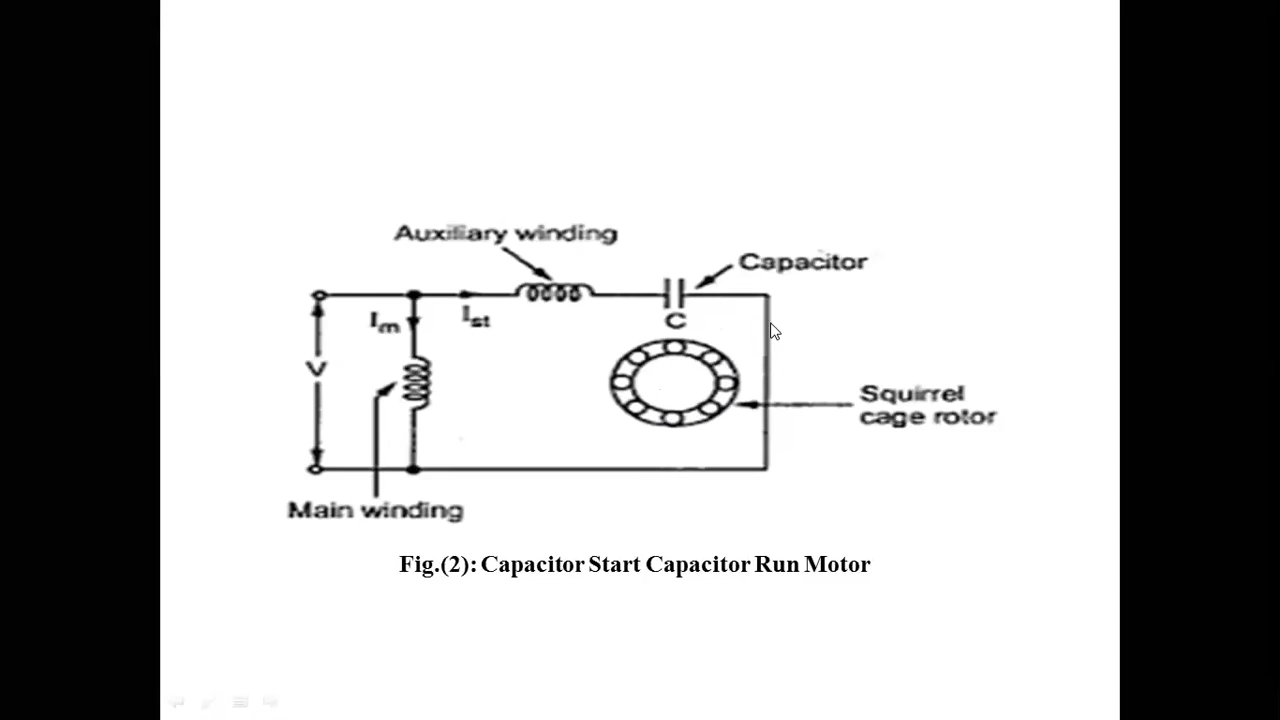 Auxiliary winding
Capacitor
I_m
I_st
C
V
Squirrel
cage rotor
Main winding
Fig.(2): Capacitor Start Capacitor Run Motor